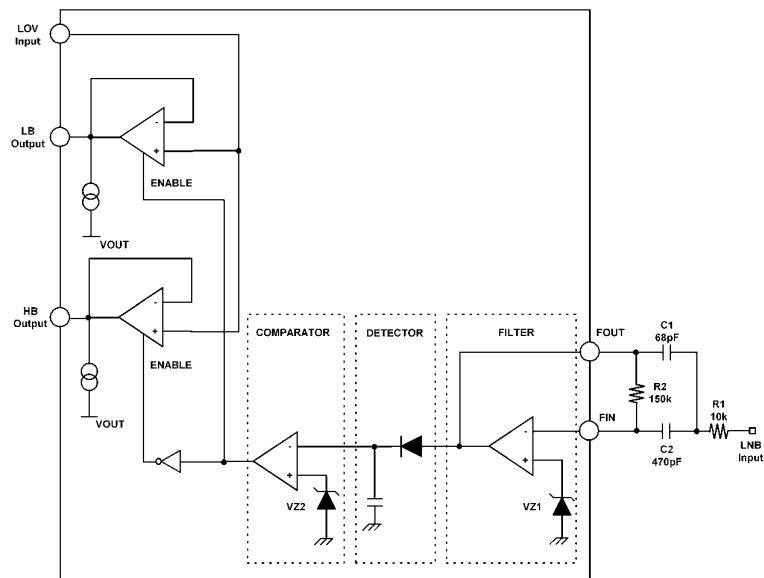 LOV
Input
LB
Output
-
+
ENABLE
VOUT
HB
Output
-
+
ENABLE
VOUT
COMPARATOR
DETECTOR
FILTER
FOUT
C1
68pF
R2
150k
R1
10k
FIN
C2
470pF
LNB
Input
-
+
VZ2
-
+
VZ1